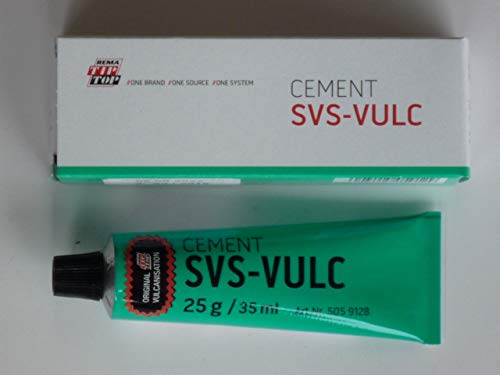 REMA
TIP
TOP
//ONE BRAND //ONE SOURCE //ONE SYSTEM
CEMENT
SVS-VULC
CEMENT
SVS-VULC
25 g / 35 ml Art Nr. 505 9128
ORIGINAL
VULCANISATION